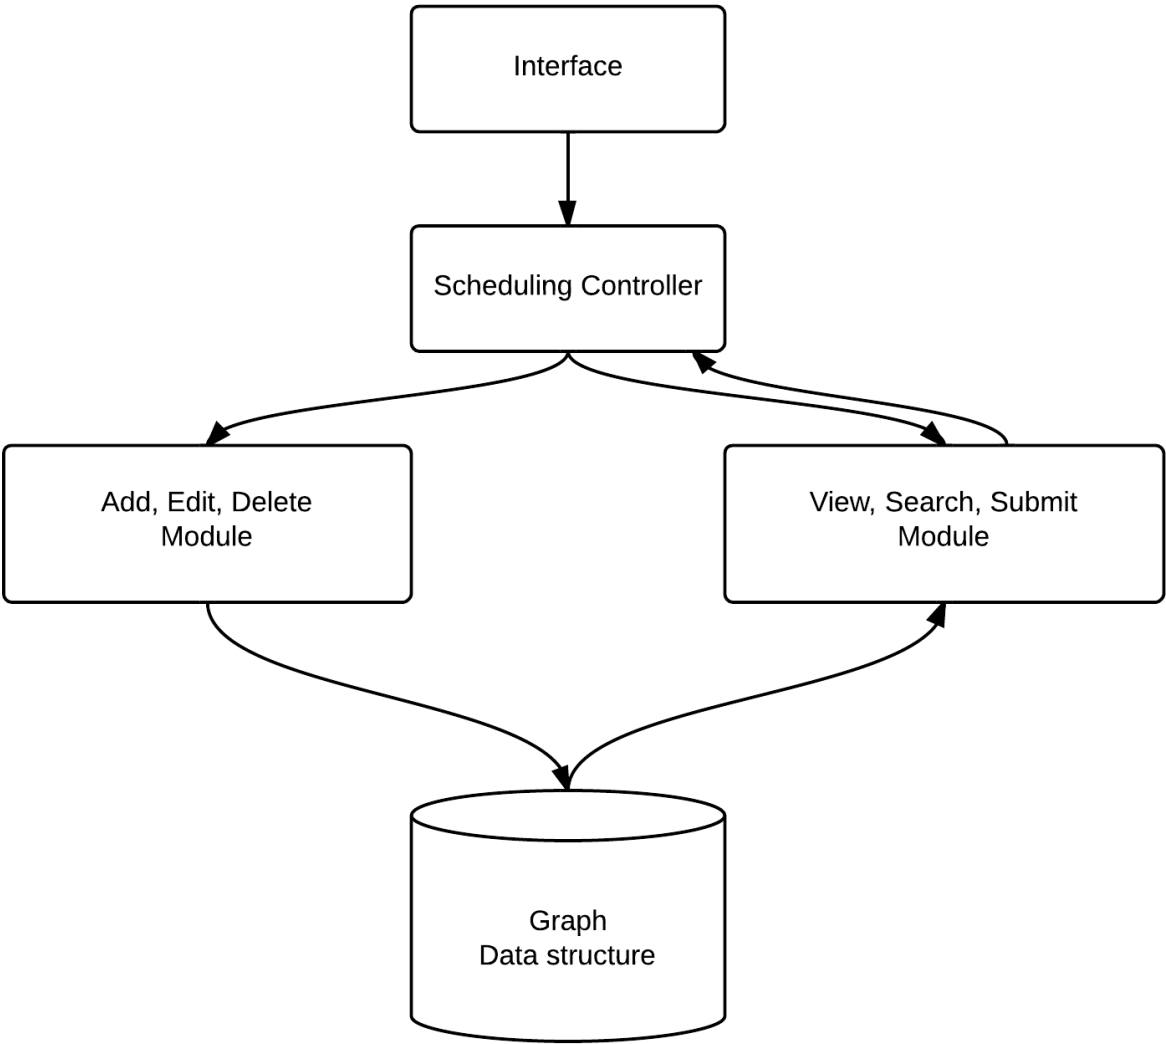 Interface
Scheduling Controller
Add, Edit, Delete
Module
View, Search, Submit
Module
Graph
Data structure